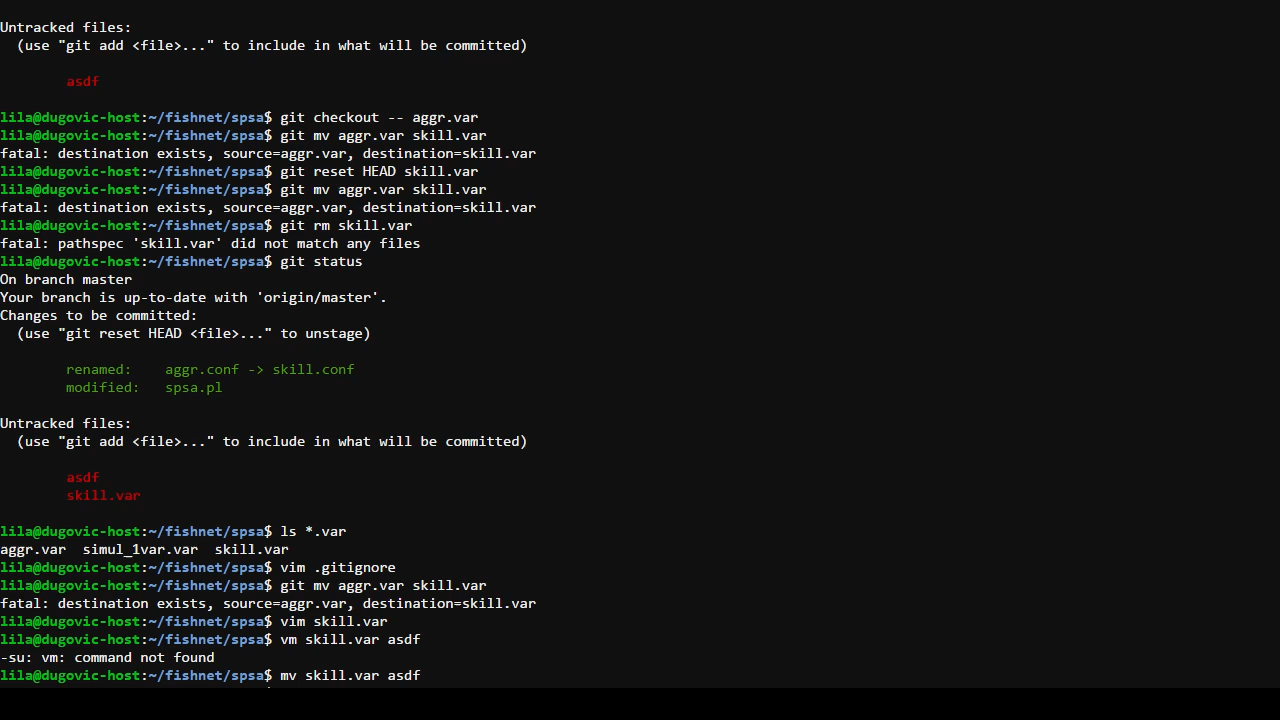 Untracked files:
  (use "git add <file>..." to include in what will be committed)
        asdf
lila@dugovic-host:~/fishnet/spsa$ git checkout -- aggr.var
lila@dugovic-host:~/fishnet/spsa$ git mv aggr.var skill.var
fatal: destination exists, source=aggr.var, destination=skill.var
lila@dugovic-host:~/fishnet/spsa$ git reset HEAD skill.var
lila@dugovic-host:~/fishnet/spsa$ git mv aggr.var skill.var
fatal: destination exists, source=aggr.var, destination=skill.var
lila@dugovic-host:~/fishnet/spsa$ git rm skill.var
fatal: pathspec 'skill.var' did not match any files
lila@dugovic-host:~/fishnet/spsa$ git status
On branch master
Your branch is up-to-date with 'origin/master'.
Changes to be committed:
  (use "git reset HEAD <file>..." to unstage)
        renamed:    aggr.conf -> skill.conf
        modified:   spsa.pl
Untracked files:
  (use "git add <file>..." to include in what will be committed)
        asdf
        skill.var
lila@dugovic-host:~/fishnet/spsa$ ls *.var
aggr.var  simul_1var.var  skill.var
lila@dugovic-host:~/fishnet/spsa$ vim .gitignore
lila@dugovic-host:~/fishnet/spsa$ git mv aggr.var skill.var
fatal: destination exists, source=aggr.var, destination=skill.var
lila@dugovic-host:~/fishnet/spsa$ vim skill.var
lila@dugovic-host:~/fishnet/spsa$ vm skill.var asdf
-su: vm: command not found
lila@dugovic-host:~/fishnet/spsa$ mv skill.var asdf